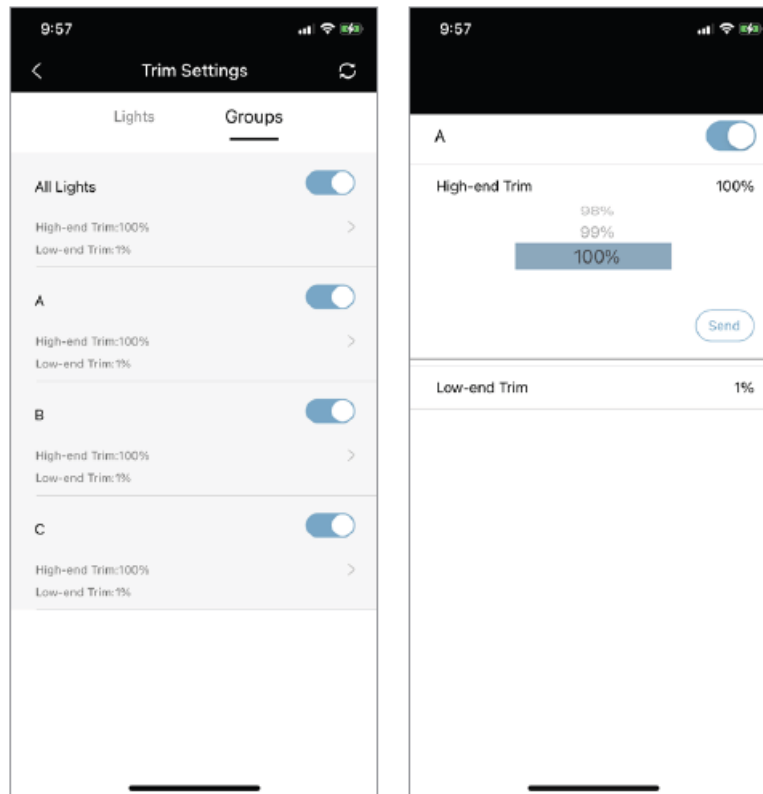 9:57
Trim Settings
Lights Groups
All Lights
High-end Trim:100%
Low-end Trim:1%
A
High-end Trim:100%
Low-end Trim:1%
B
High-end Trim:100%
Low-end Trim:1%
C
High-end Trim:100%
Low-end Trim:1%
9:57
A
High-end Trim 100%
98%
99%
100%
Send
Low-end Trim 1%